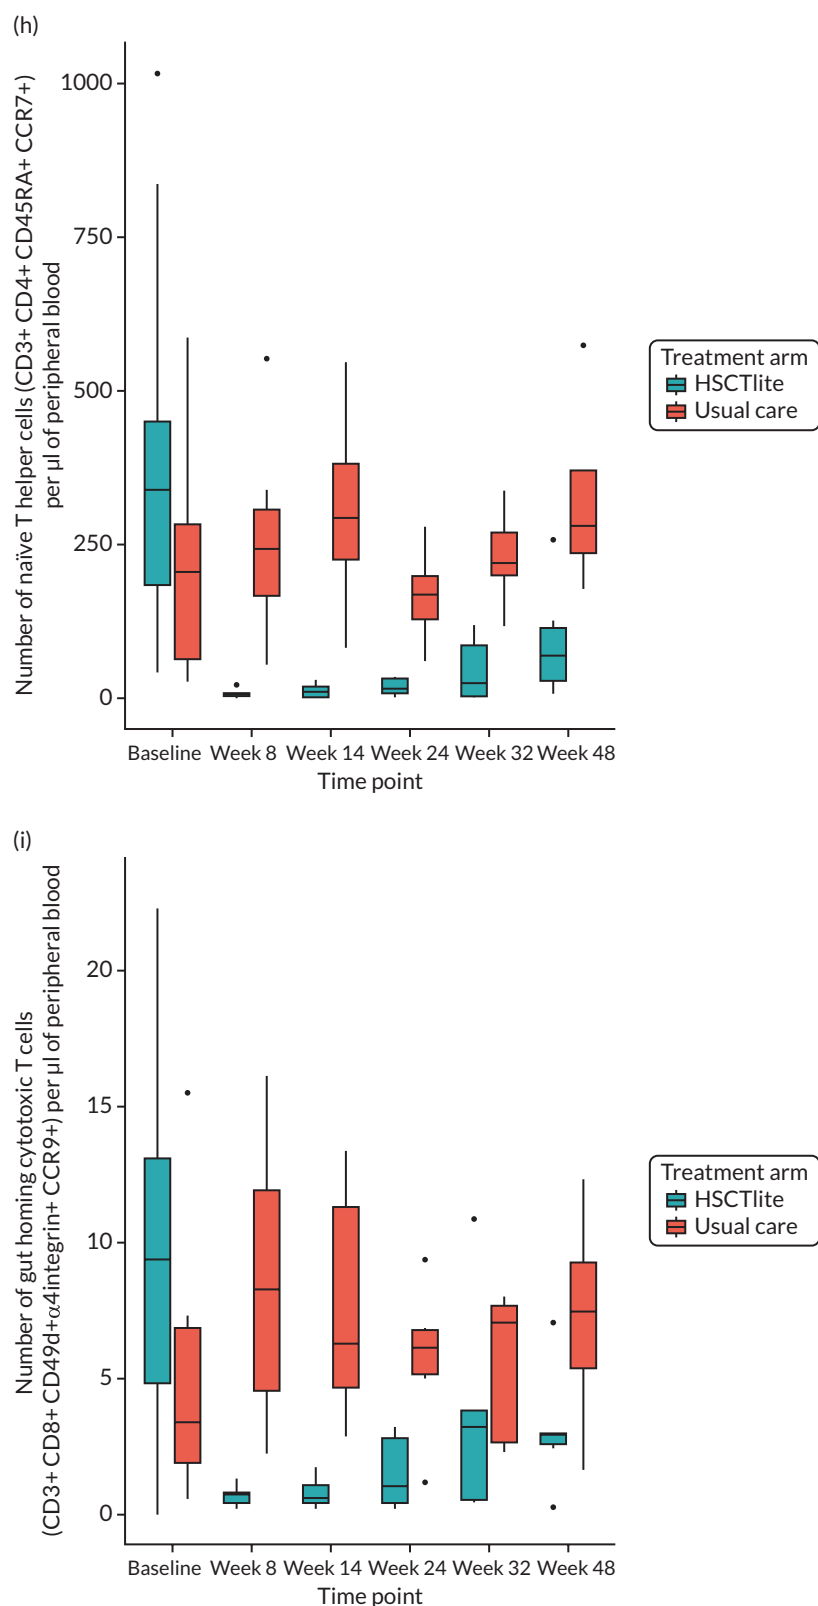 (h)
Number of naïve T helper cells (CD3+ CD4+ CD45RA+ CCR7+)
per µl of peripheral blood
1000
750
500
250
0
Baseline Week 8 Week 14 Week 24 Week 32 Week 48
Time point
Treatment arm
HSCTlite
Usual care
(i)
Number of gut homing cytotoxic T cells
(CD3+ CD8+ CD49d+α4integrin+ CCR9+) per µl of peripheral blood
20
15
10
5
0
Baseline Week 8 Week 14 Week 24 Week 32 Week 48
Time point
Treatment arm
HSCTlite
Usual care